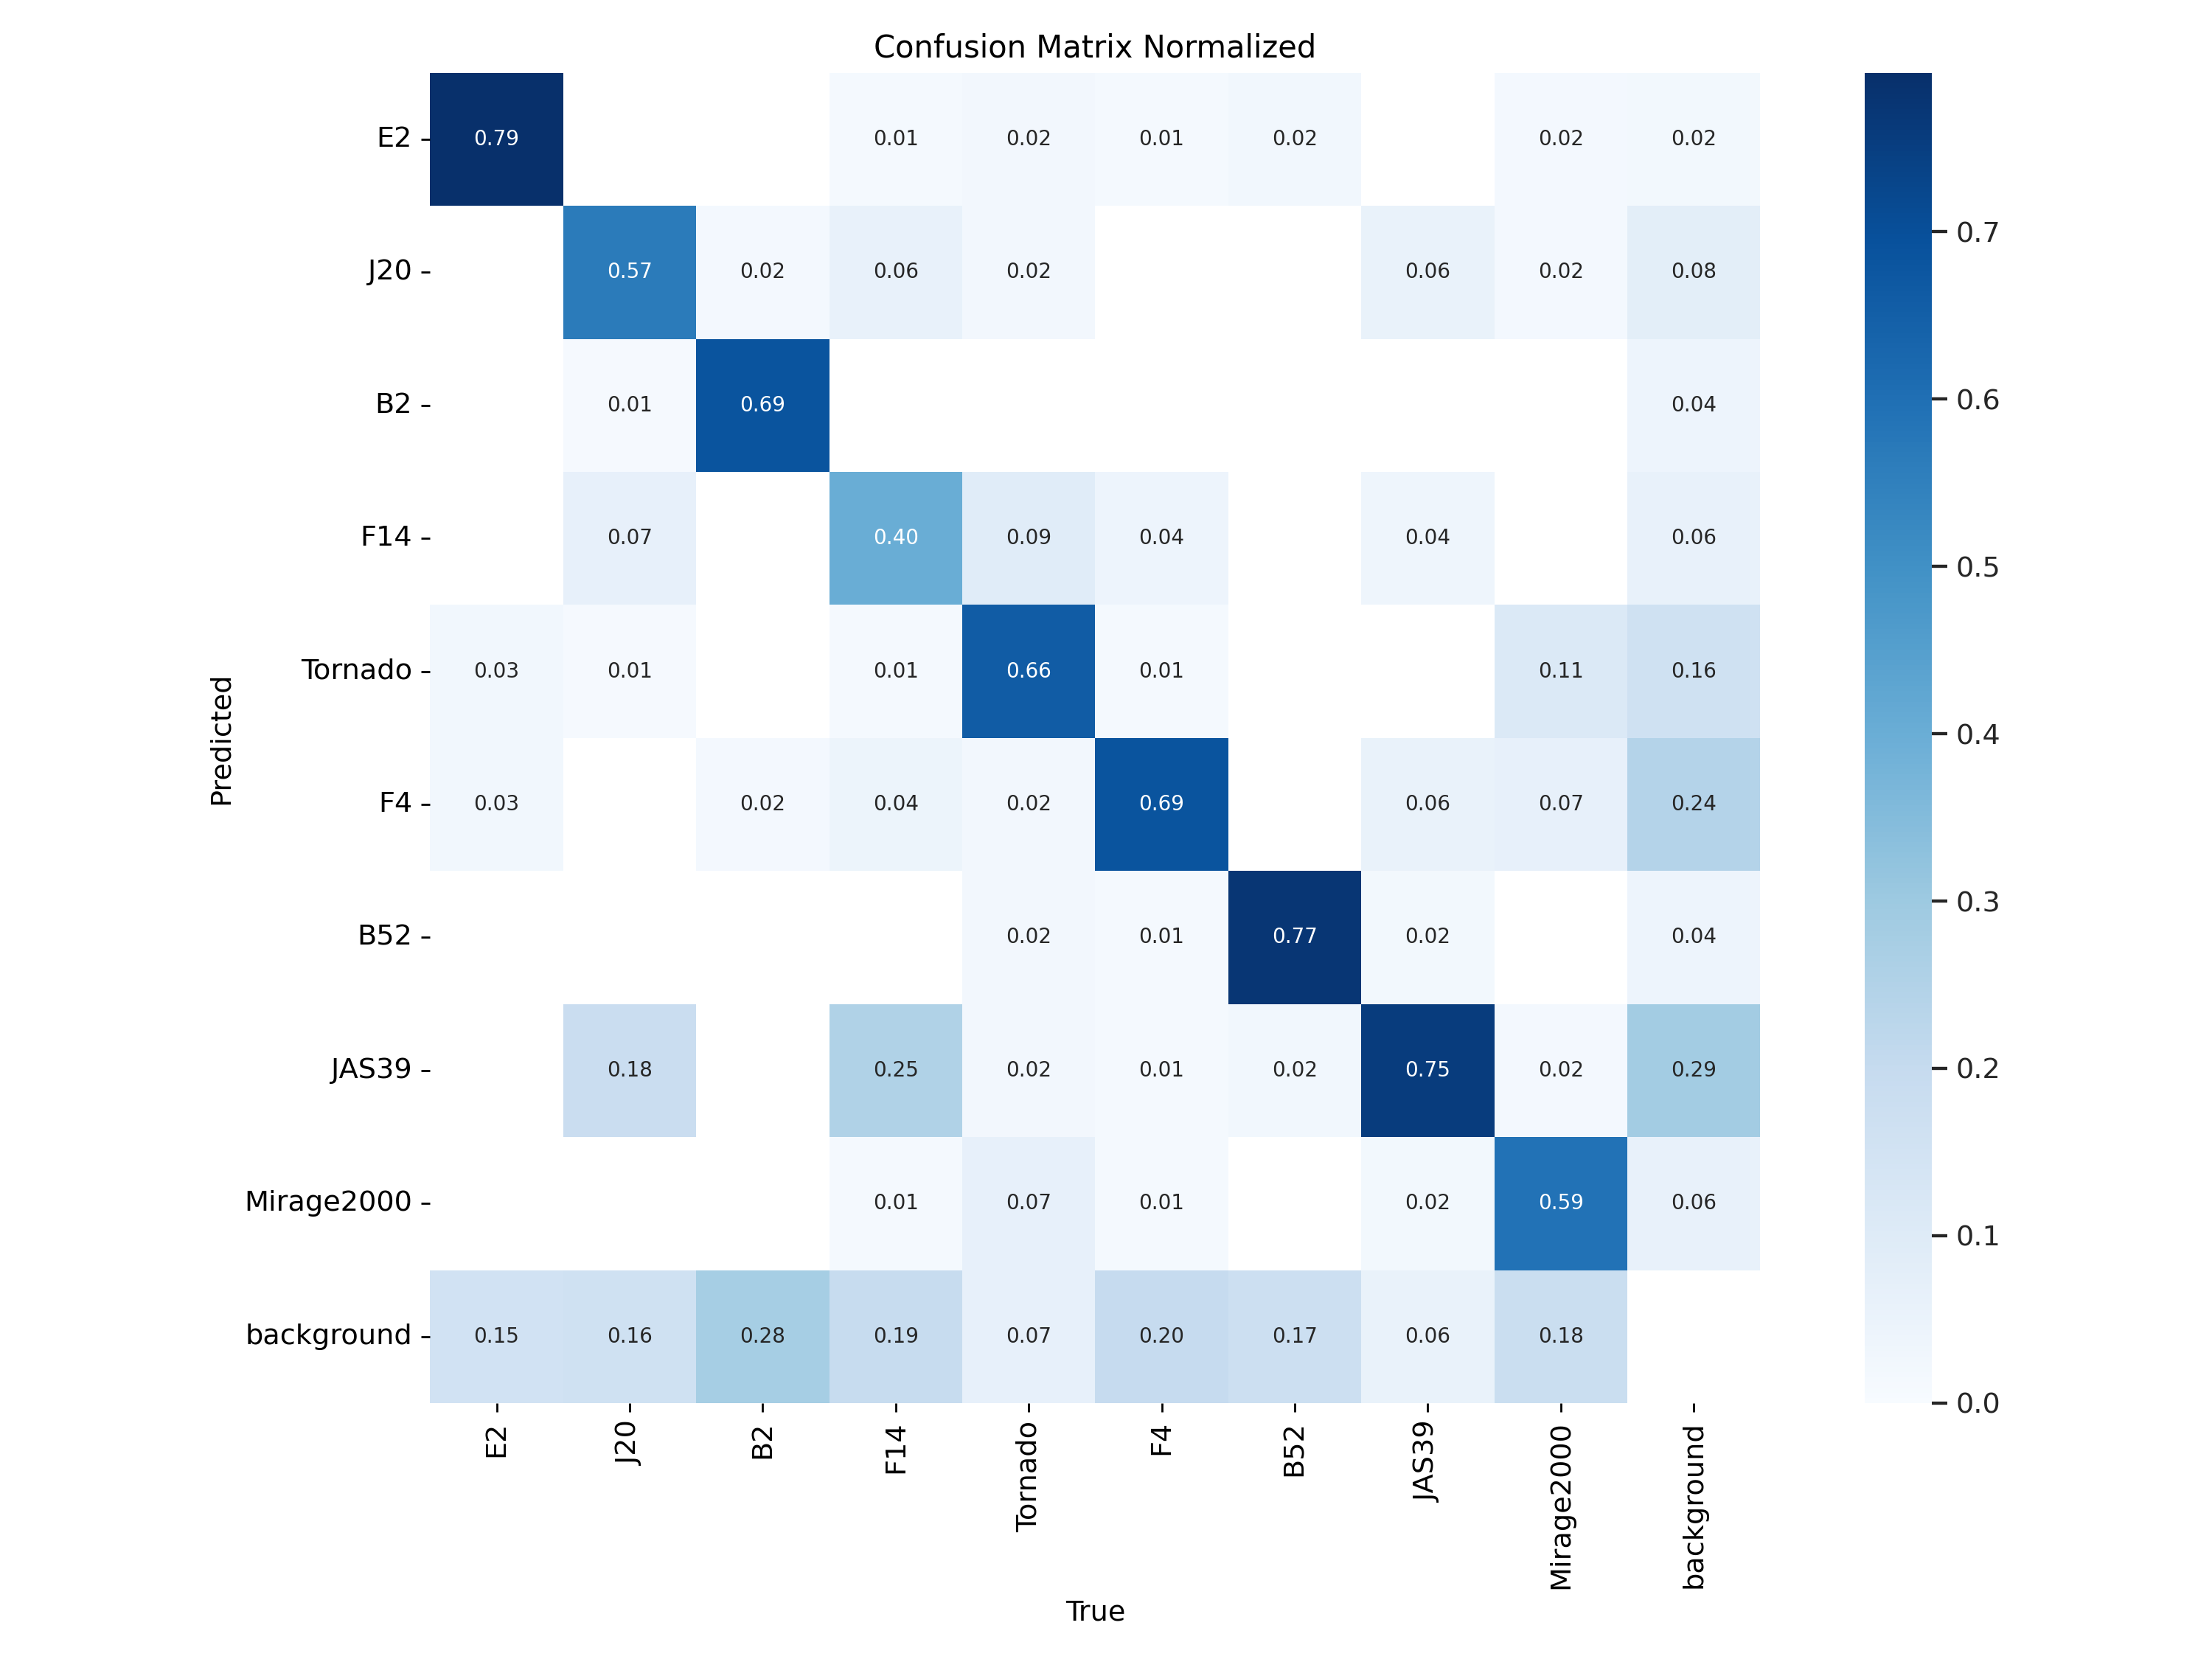 Confusion Matrix Normalized
E2 0.79 0.01 0.02 0.01 0.02 0.02 0.02
J20 0.57 0.02 0.06 0.02 0.06 0.02 0.08
B2 0.01 0.69 0.04
F14 0.07 0.40 0.09 0.04 0.04 0.06
Tornado 0.03 0.01 0.01 0.66 0.01 0.11 0.16
F4 0.03 0.02 0.04 0.02 0.69 0.06 0.07 0.24
B52 0.02 0.01 0.77 0.02 0.04
JAS39 0.18 0.25 0.02 0.01 0.02 0.75 0.02 0.29
Mirage2000 0.01 0.07 0.01 0.02 0.59 0.06
background 0.15 0.16 0.28 0.19 0.07 0.20 0.17 0.06 0.18
Predicted
E2 J20 B2 F14 Tornado F4 B52 JAS39 Mirage2000 background
True
0.7
0.6
0.5
0.4
0.3
0.2
0.1
0.0